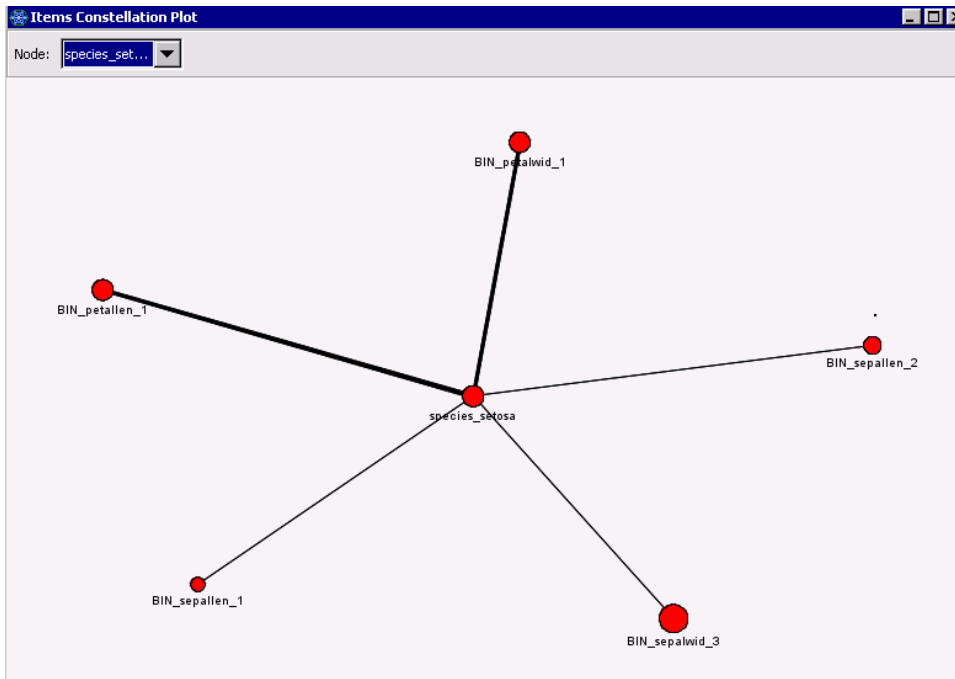 Items Constellation Plot
Node: species_set...
BIN_petalwid_1
BIN_petallen_1
BIN_sepallen_2
species_setosa
BIN_sepallen_1
BIN_sepalwid_3